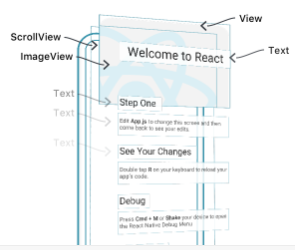 View
ScrollView
ImageView
Text
Welcome to React
Text
Step One
Text
Edit App.js to change this screen and then
come back to see your edits.
Text
See Your Changes
Double tap R on your keyboard to reload your
app's code.
Debug
Press Cmd + M or Shake your device to open
the React Native Debug Menu